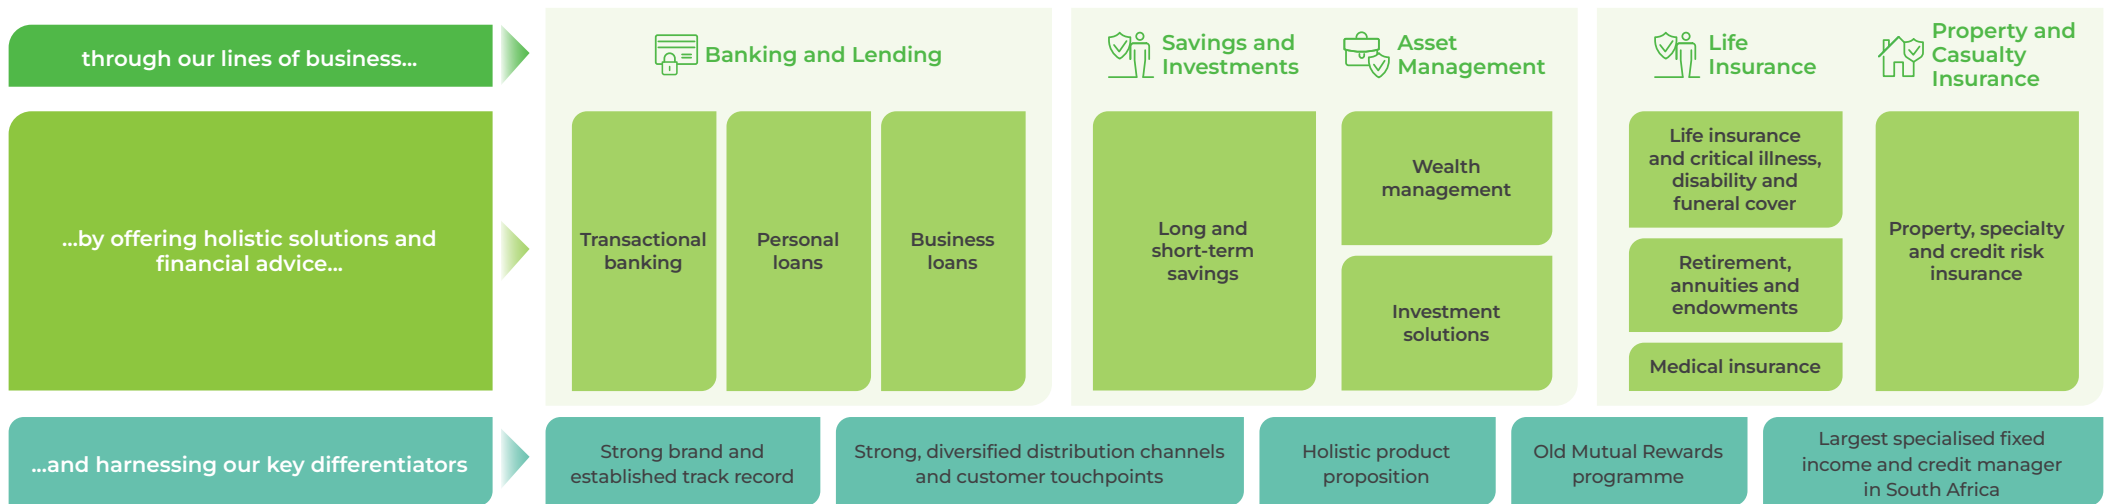 through our lines of business...
Banking and Lending
Savings and
Investments
Asset
Management
Life
Insurance
Property and
Casualty
Insurance
...by offering holistic solutions and
financial advice...
Transactional
banking
Personal
loans
Business
loans
Long and
short-term
savings
Wealth
management
Investment
solutions
Life insurance
and critical illness,
disability and
funeral cover
Retirement,
annuities and
endowments
Medical insurance
Property, specialty
and credit risk
insurance
...and harnessing our key differentiators
Strong brand and
established track record
Strong, diversified distribution channels
and customer touchpoints
Holistic product
proposition
Old Mutual Rewards
programme
Largest specialised fixed
income and credit manager
in South Africa